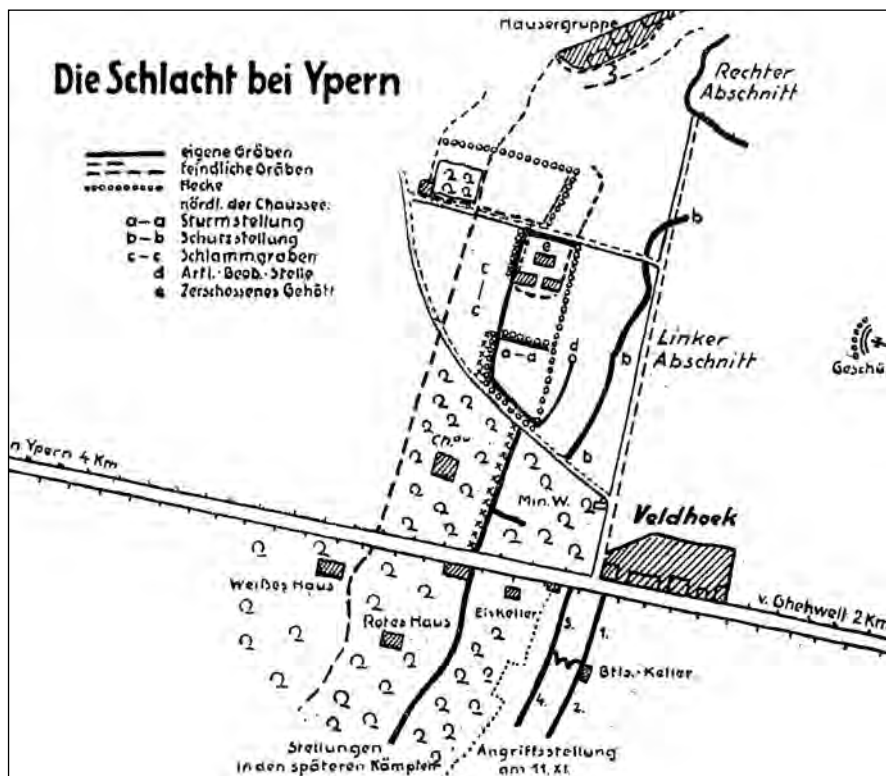 Häusergruppe
Die Schlacht bei Ypern
Rechter
Abschnitt
eigene Gräben
feindliche Gräben
Hecke
nördl. der Chaussee:
a-a Sturmstellung
b-b Schutzstellung
c-c Schlammgraben
d Artl.-Beob.-Stelle
e Zerschossenes Gehöft
b
e
c
c
a-a
d
b
Linker
Abschnitt
Geschü
b
n. Ypern 4 Km
Min.W.
Veldhoek
Weißes Haus
Rotes Haus
Eiskeller
v. Gheluvelt 2 Km
3.
1.
Btls.-Keller
4.
2.
Stellungen
in den späteren Kämpfen
Angriffsstellung
am 11. XI.